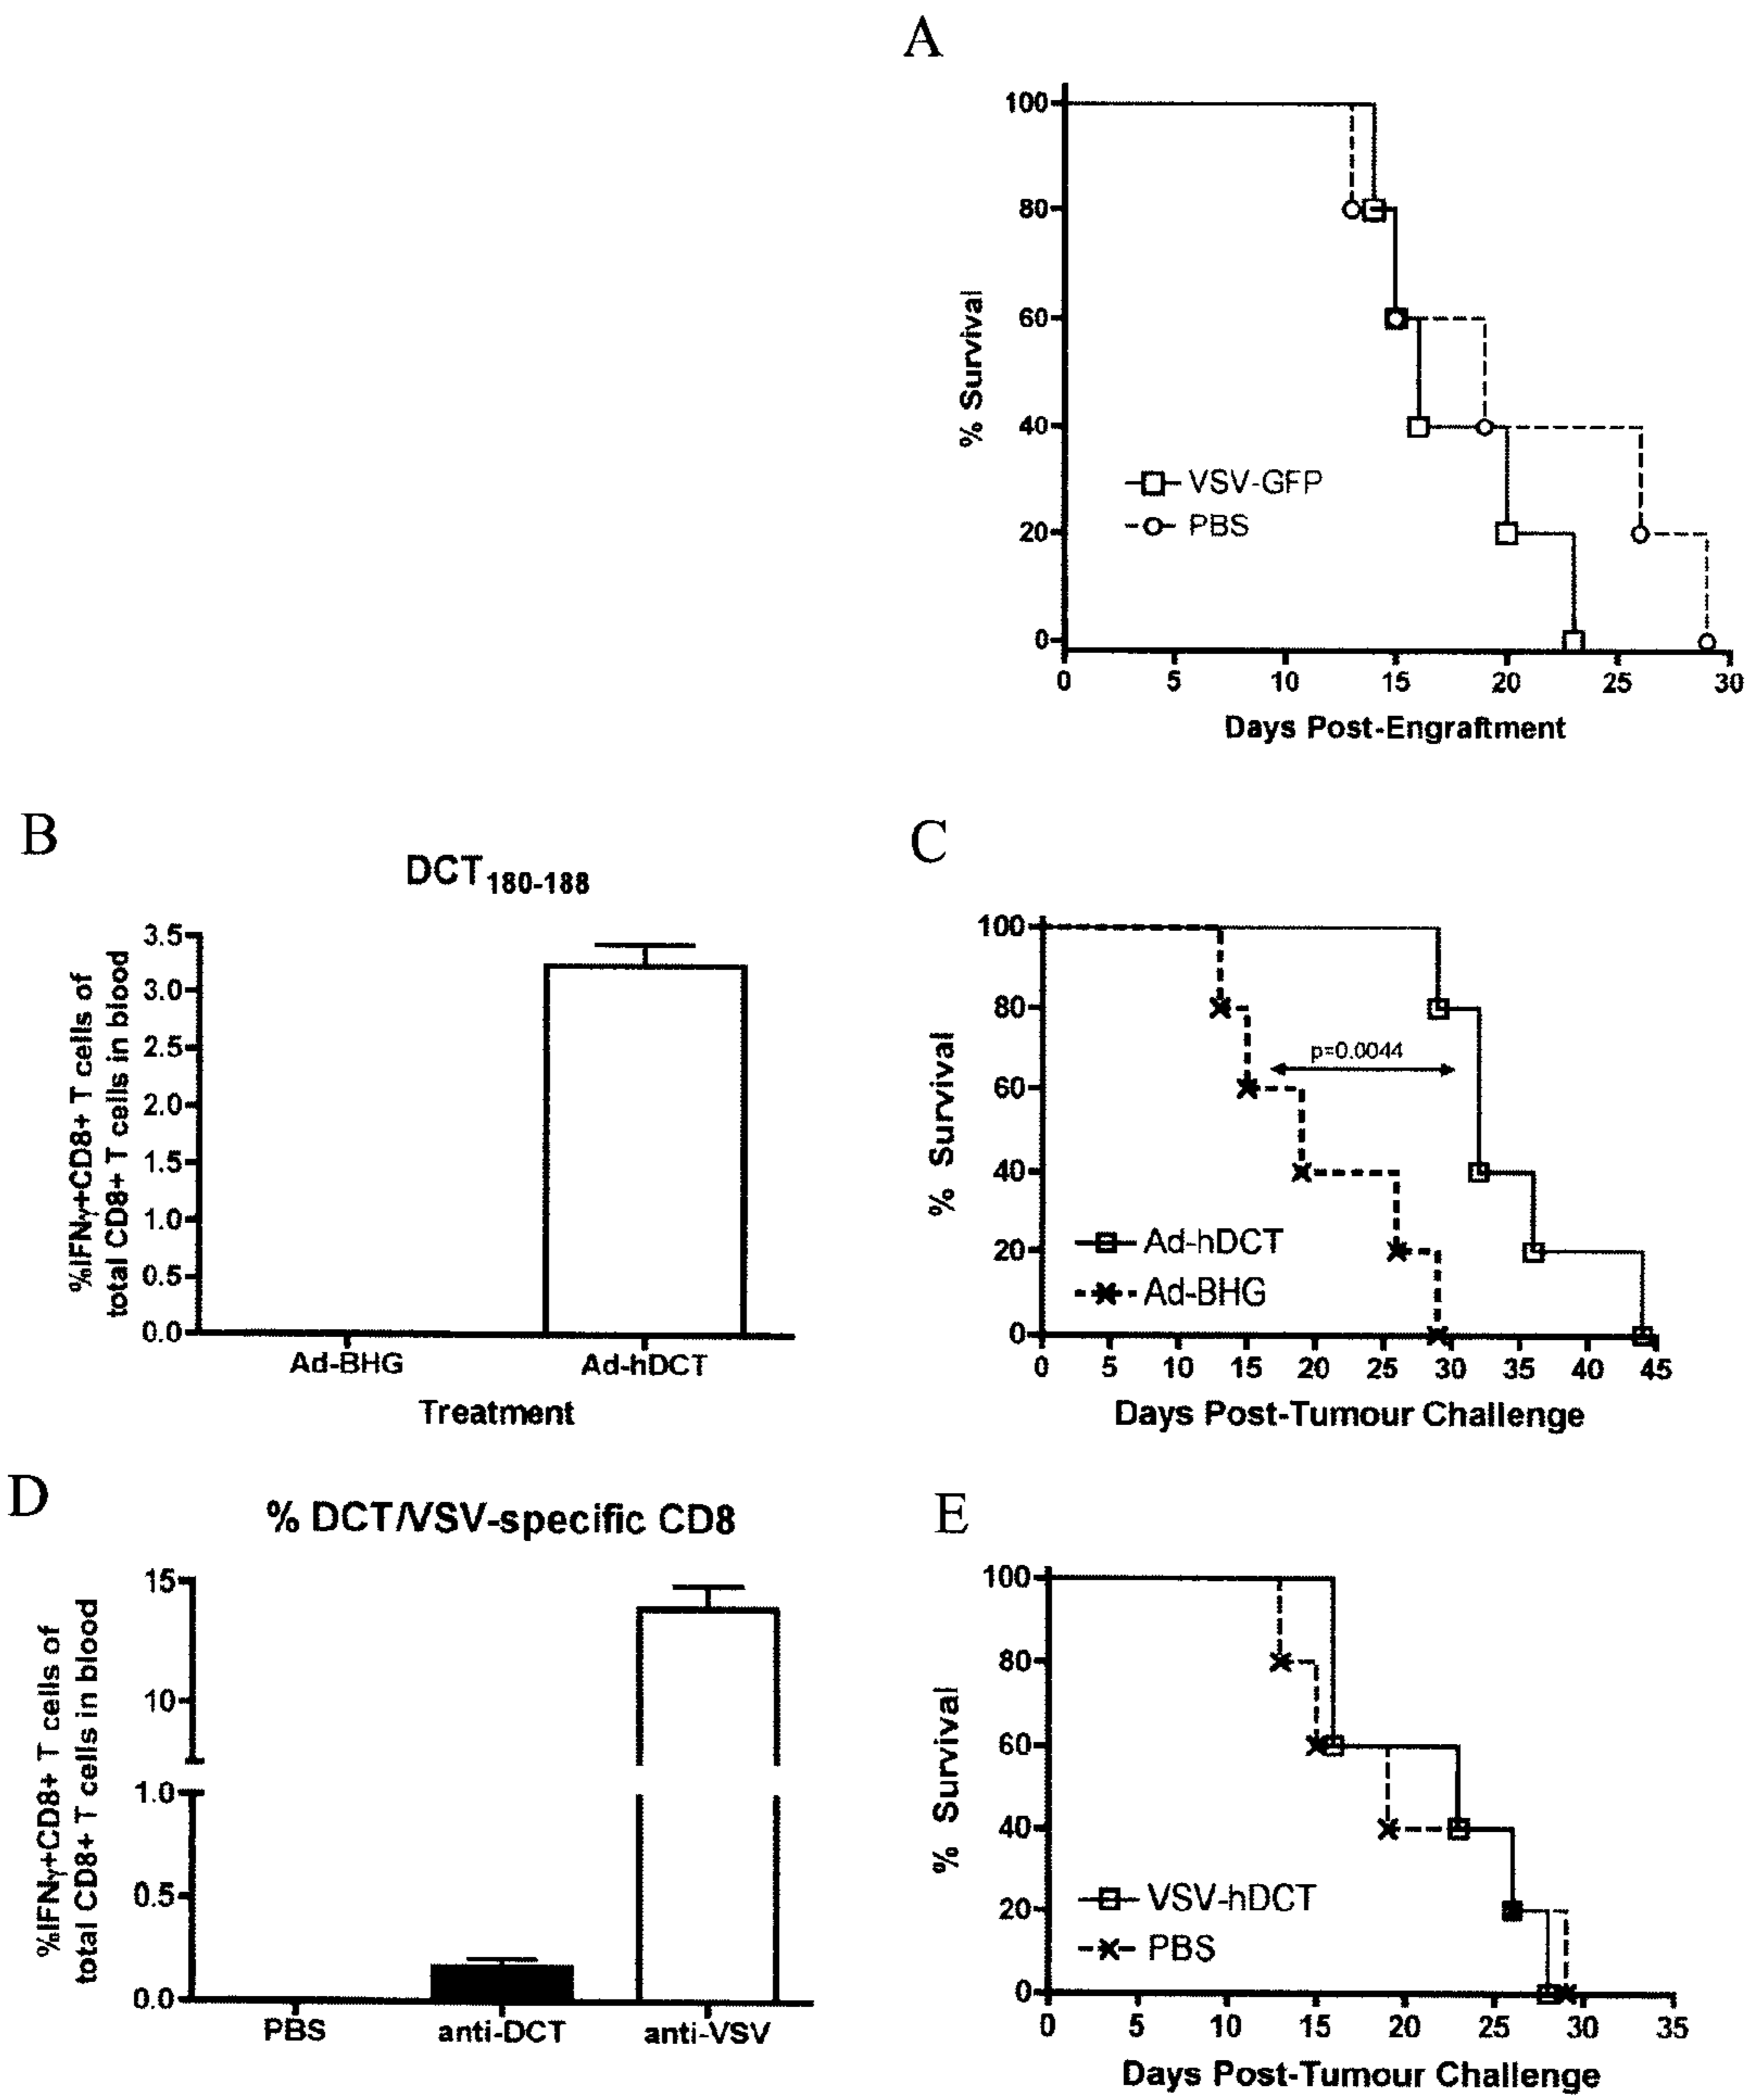 A
100
80
60
40
20
0
% Survival
VSV-GFP
PBS
0 5 10 15 20 25 30
Days Post-Engraftment
B
DCT180-188
%IFNγ+CD8+ T cells of
total CD8+ T cells in blood
3.5
3.0
2.5
2.0
1.5
1.0
0.5
0.0
Ad-BHG Ad-hDCT
Treatment
C
100
80
60
40
20
0
% Survival
p=0.0044
Ad-hDCT
Ad-BHG
0 5 10 15 20 25 30 35 40 45
Days Post-Tumour Challenge
D
% DCT/VSV-specific CD8
%IFNγ+CD8+ T cells of
total CD8+ T cells in blood
15
10
1.0
0.5
0.0
PBS anti-DCT anti-VSV
E
100
80
60
40
20
0
% Survival
VSV-hDCT
PBS
0 5 10 15 20 25 30 35
Days Post-Tumour Challenge